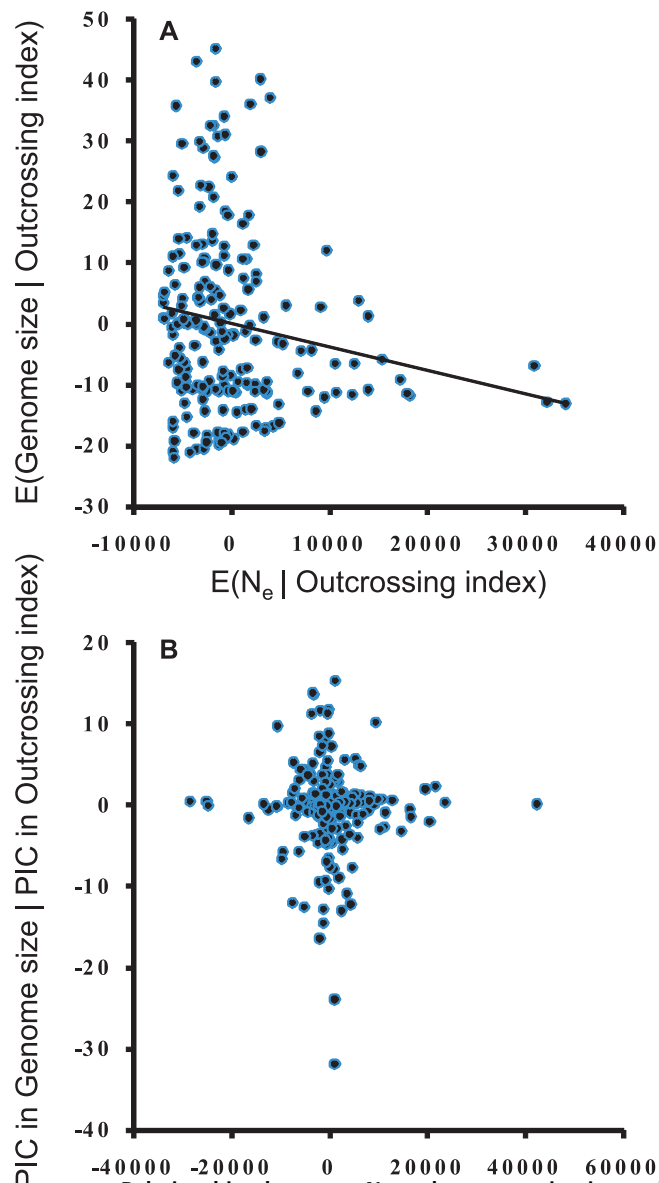 A
50
40
30
20
10
0
-10
-20
-30
E(Genome size | Outcrossing index)
-10000 0 10000 20000 30000 40000
E(Ne | Outcrossing index)
B
20
10
0
-10
-20
-30
-40
PIC in Genome size | PIC in Outcrossing index)
-40000 -20000 0 20000 40000 60000